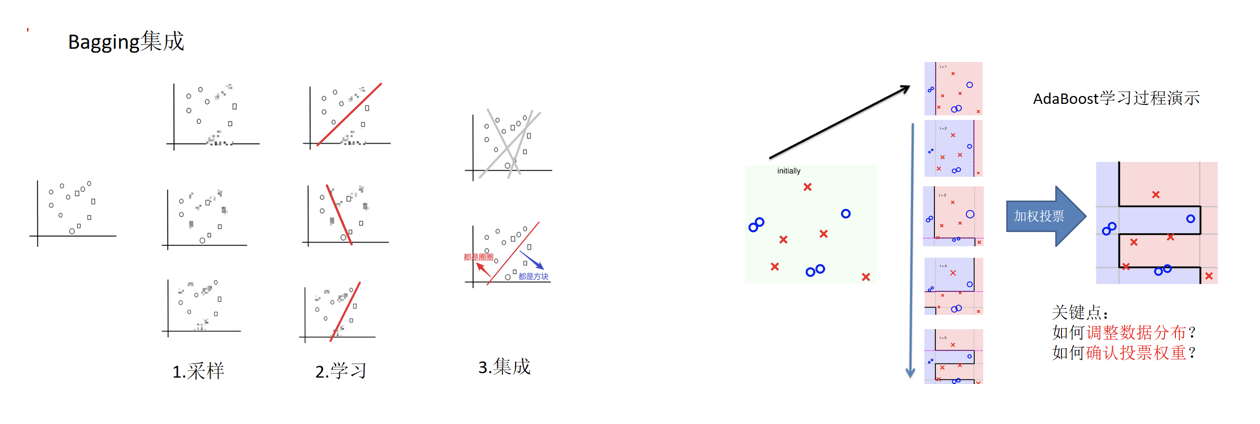 Bagging集成
都是圈圈
都是方块
1.采样
2.学习
3.集成
AdaBoost学习过程演示
initially
t = 1
t = 2
加权投票
关键点：
如何调整数据分布？
如何确认投票权重？